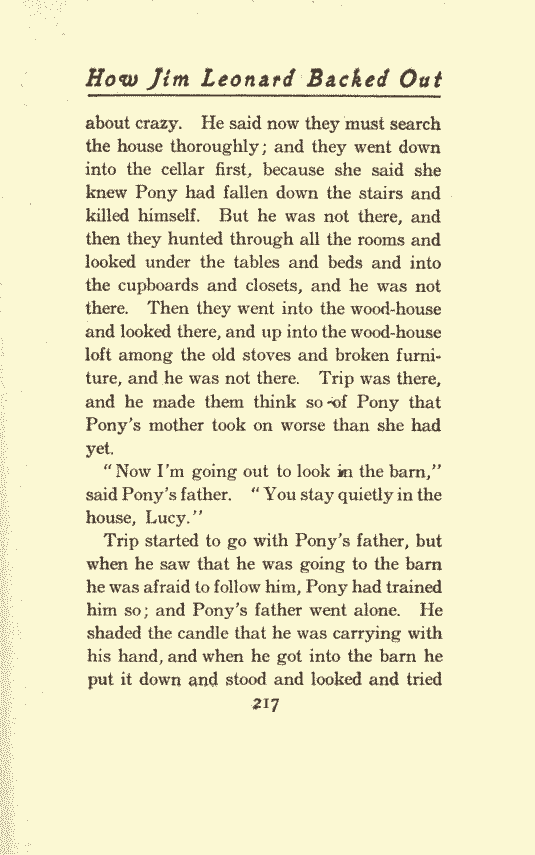 How Jim Leonard Backed Out
about crazy. He said now they must search
the house thoroughly; and they went down
into the cellar first, because she said she
knew Pony had fallen down the stairs and
killed himself. But he was not there, and
then they hunted through all the rooms and
looked under the tables and beds and into
the cupboards and closets, and he was not
there. Then they went into the wood-house
and looked there, and up into the wood-house
loft among the old stoves and broken furni-
ture, and he was not there. Trip was there,
and he made them think so of Pony that
Pony's mother took on worse than she had
yet.
"Now I'm going out to look in the barn,"
said Pony's father. "You stay quietly in the
house, Lucy."
Trip started to go with Pony's father, but
when he saw that he was going to the barn
he was afraid to follow him, Pony had trained
him so; and Pony's father went alone. He
shaded the candle that he was carrying with
his hand, and when he got into the barn he
put it down and stood and looked and tried
217